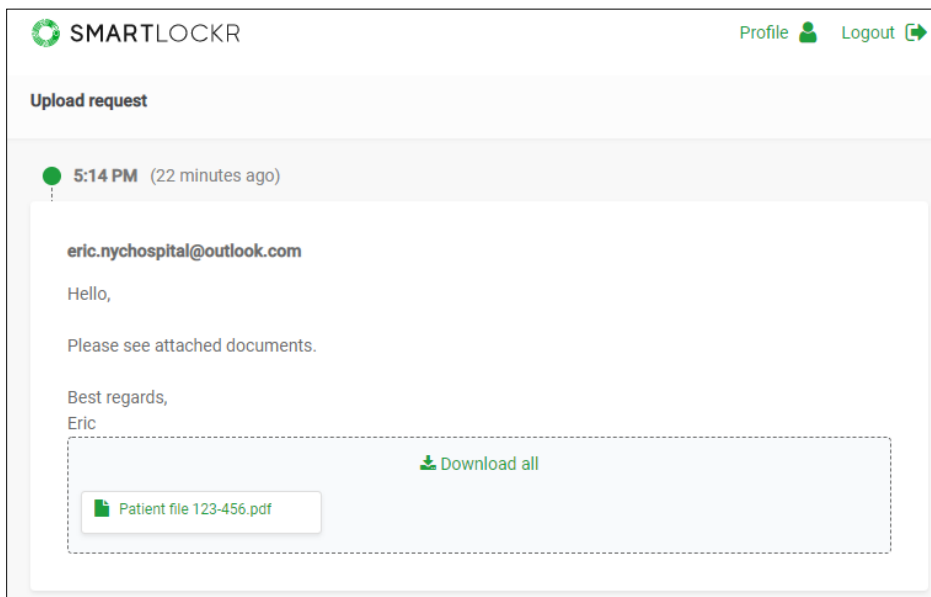 SMARTLOCKR
Profile Logout
Upload request
5:14 PM (22 minutes ago)
eric.nychospital@outlook.com
Hello,
Please see attached documents.
Best regards,
Eric
Download all
Patient file 123-456.pdf